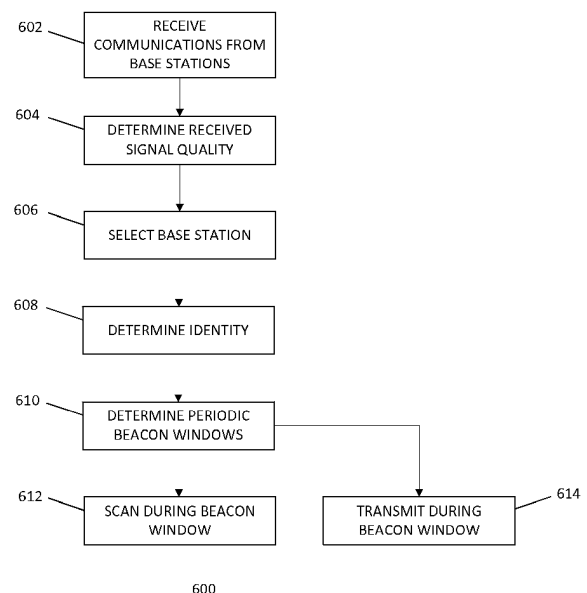 602
RECEIVE
COMMUNICATIONS FROM
BASE STATIONS
604
DETERMINE RECEIVED
SIGNAL QUALITY
606
SELECT BASE STATION
608
DETERMINE IDENTITY
610
DETERMINE PERIODIC
BEACON WINDOWS
612
SCAN DURING BEACON
WINDOW
TRANSMIT DURING
BEACON WINDOW
614
600